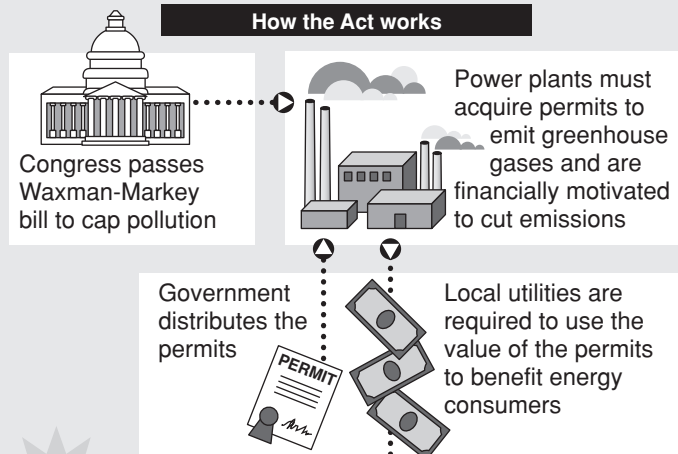 How the Act works
Congress passes
Waxman-Markey
bill to cap pollution
Power plants must
acquire permits to
emit greenhouse
gases and are
financially motivated
to cut emissions
Government
distributes the
permits
PERMIT
Local utilities are
required to use the
value of the permits
to benefit energy
consumers